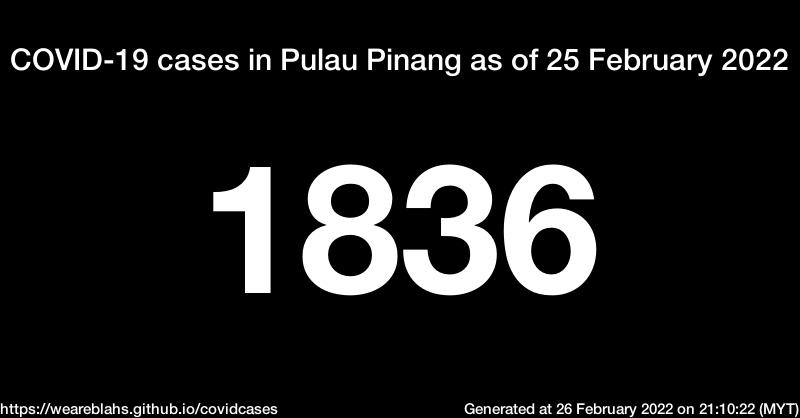 COVID-19 cases in Pulau Pinang as of 25 February 2022
1836
https://weareblahs.github.io/covidcases
Generated at 26 February 2022 on 21:10:22 (MYT)